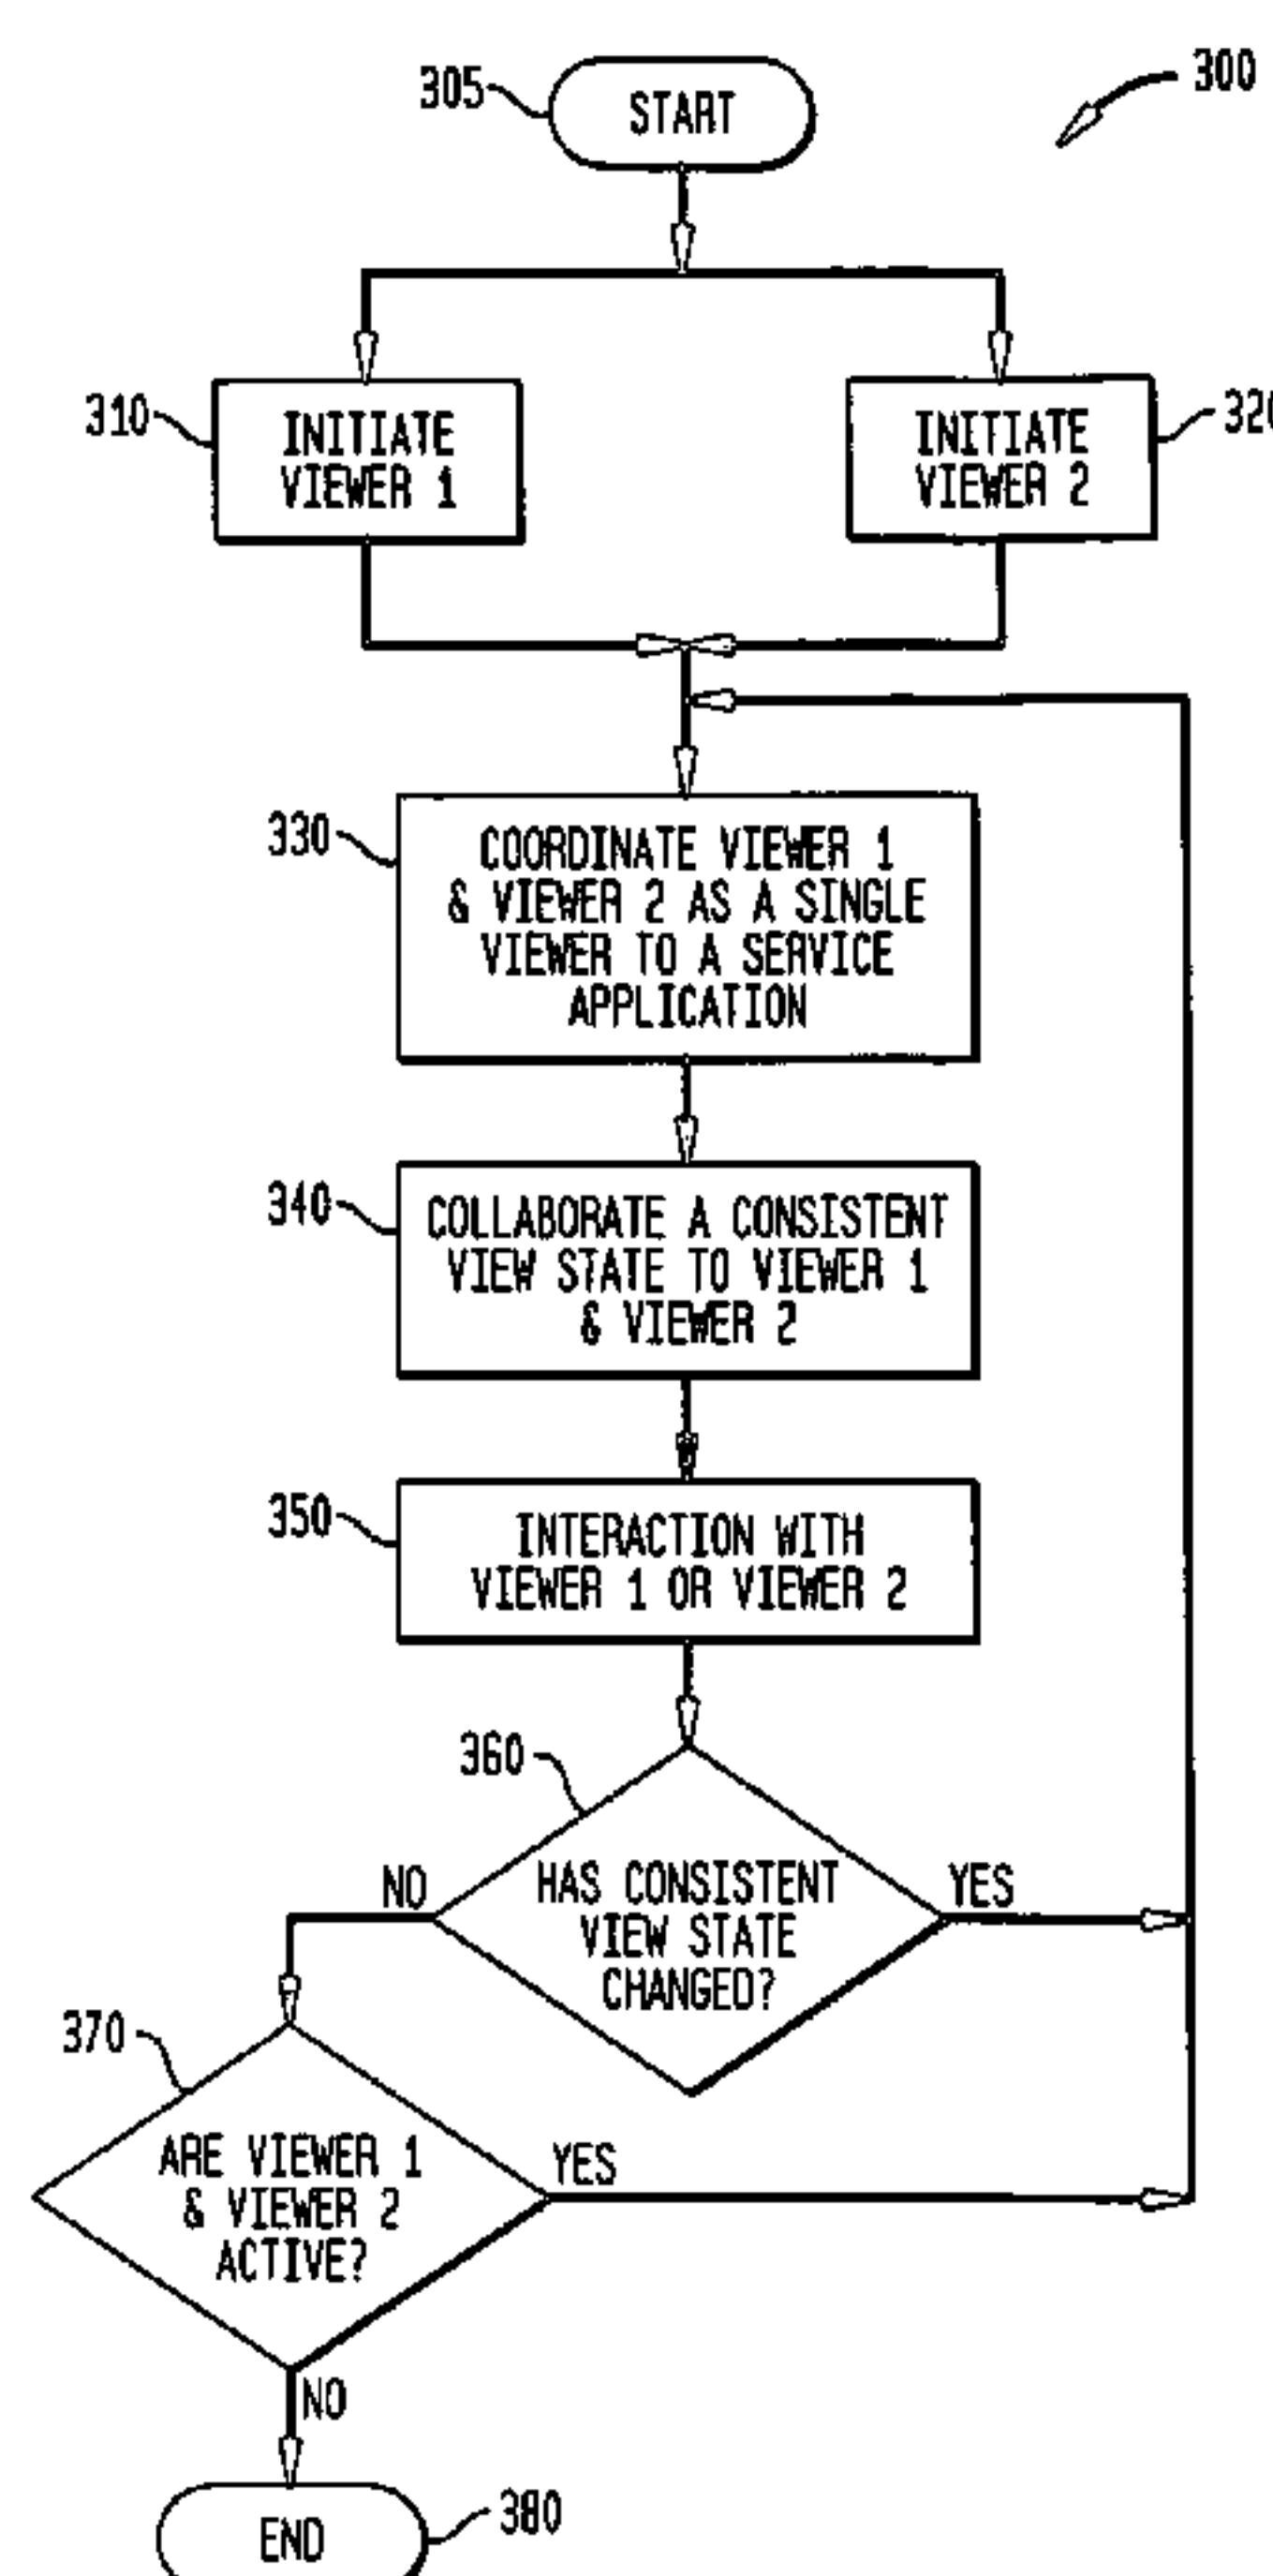 300
305
START
310
INITIATE
VIEWER 1
INITIATE
VIEWER 2
330
COORDINATE VIEWER 1
& VIEWER 2 AS A SINGLE
VIEWER TO A SERVICE
APPLICATION
340
COLLABORATE A CONSISTENT
VIEW STATE TO VIEWER 1
& VIEWER 2
350
INTERACTION WITH
VIEWER 1 OR VIEWER 2
360
HAS CONSISTENT
VIEW STATE
CHANGED?
NO
YES
370
ARE VIEWER 1
& VIEWER 2
ACTIVE?
YES
NO
END
380